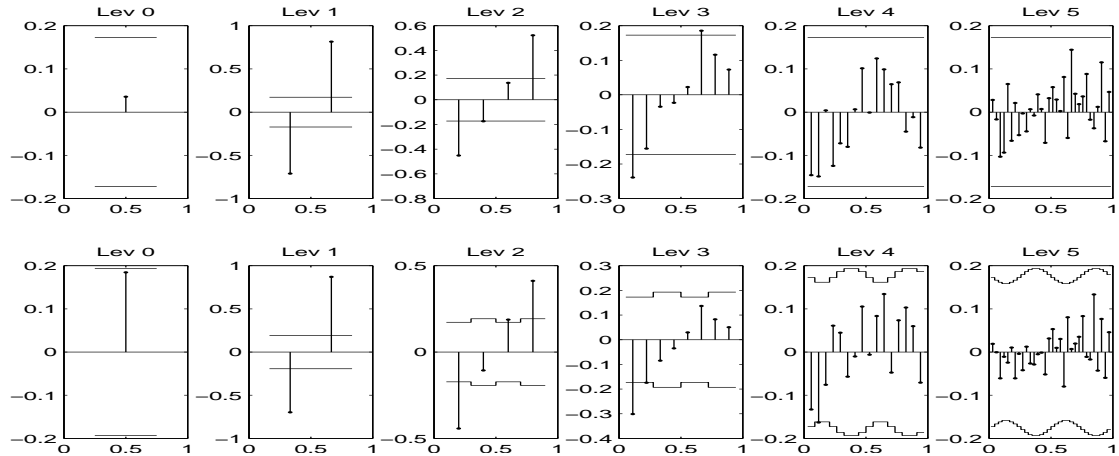 Lev 0 Lev 1 Lev 2 Lev 3 Lev 4 Lev 5
0.2 1 0.6 0.3 0.2 0.2
0.1 0.5 0.4 0.2 0.1 0.1
0 0 0.2 0.1 0 0
−0.1 −0.5 0 0 −0.1 −0.1
−0.2 −1 −0.2 −0.1 −0.2 −0.2
−0.4 −0.2
−0.6 −0.3
−0.8
0 0.5 1 0 0.5 1 0 0.5 1 0 0.5 1 0 0.5 1 0 0.5 1
Lev 0 Lev 1 Lev 2 Lev 3 Lev 4 Lev 5
0.2 1 0.5 0.3 0.2 0.2
0.1 0.5 0 0.2 0.1 0.1
0 0 −0.5 0.1 0 0
−0.1 −0.5 0 −0.1 −0.1
−0.2 −1 −0.1 −0.2 −0.2
−0.2
−0.3
−0.4
0 0.5 1 0 0.5 1 0 0.5 1 0 0.5 1 0 0.5 1 0 0.5 1